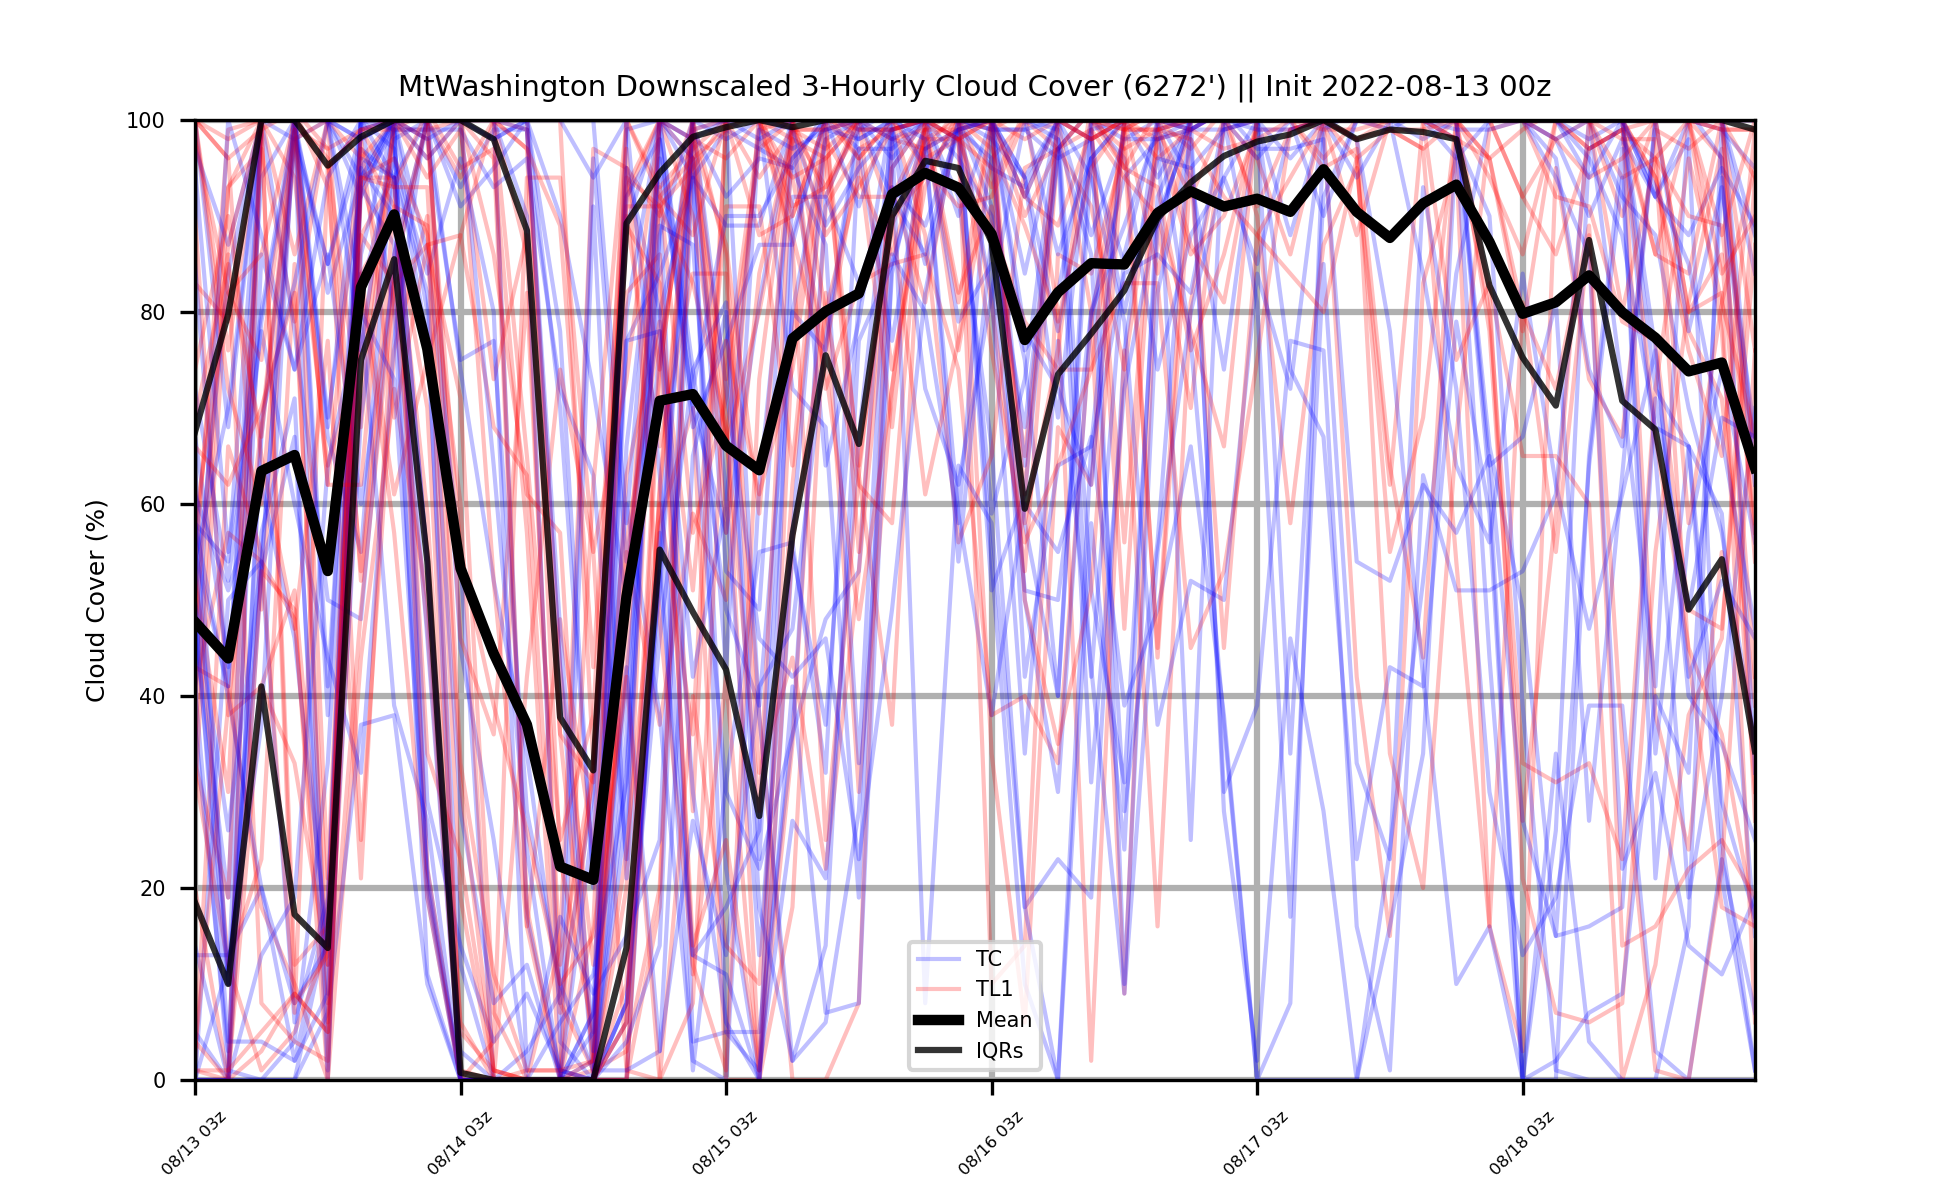 MtWashington Downscaled 3-Hourly Cloud Cover (6272') || Init 2022-08-13 00z
Cloud Cover (%)
100
80
60
40
20
0
TC
TL1
Mean
IQRs
08/13 03z
08/14 03z
08/15 03z
08/16 03z
08/17 03z
08/18 03z